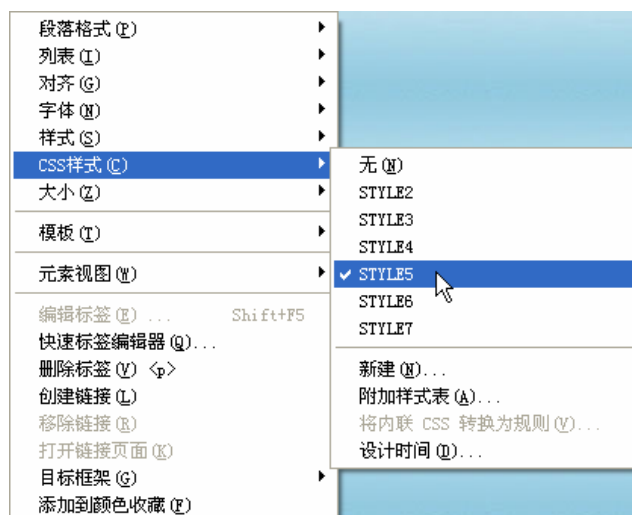 段落格式(P)
列表(I)
对齐(G)
字体(N)
样式(S)
CSS样式(C)
大小(Z)
模板(T)
元素视图(W)
编辑标签(E)... Shift+F5
快速标签编辑器(Q)...
删除标签(V) <p>
创建链接(L)
移除链接(R)
打开链接页面(K)
目标框架(G)
添加到颜色收藏(F)
无(N)
STYLE2
STYLE3
STYLE4
STYLE5
STYLE6
STYLE7
新建(N)...
附加样式表(A)...
将内联 CSS 转换为规则(V)...
设计时间(D)...